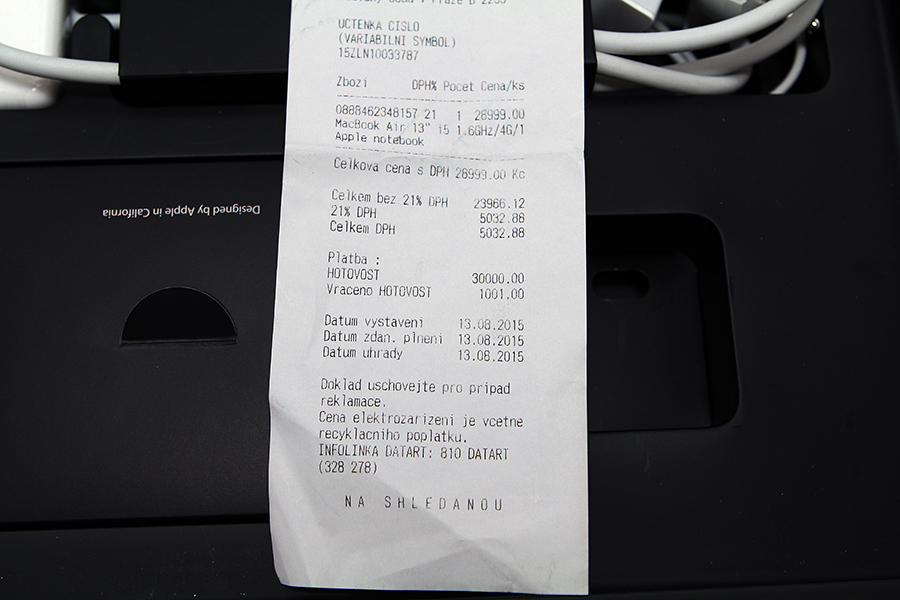 UCTENKA CISLO
(VARIABILNI SYMBOL)
15ZLN10033787
Zbozi DPH% Pocet Cena/ks
0888462348157 21 1 28999.00
MacBook Air 13" i5 1.6GHz/4G/1
Apple notebook
Celkova cena s DPH 28999.00 Kc
Celkem bez 21% DPH 23966.12
21% DPH 5032.88
Celkem DPH 5032.88
Platba :
HOTOVOST 30000.00
Vraceno HOTOVOST 1001.00
Datum vystaveni 13.08.2015
Datum zdan. plneni 13.08.2015
Datum uhrady 13.08.2015
Doklad uschovejte pro pripad
reklamace.
Cena elektrozarizeni je vcetne
recyklacniho poplatku.
INFOLINKA DATART: 810 DATART
(328 278)
NA SHLEDANOU
Designed by Apple in California